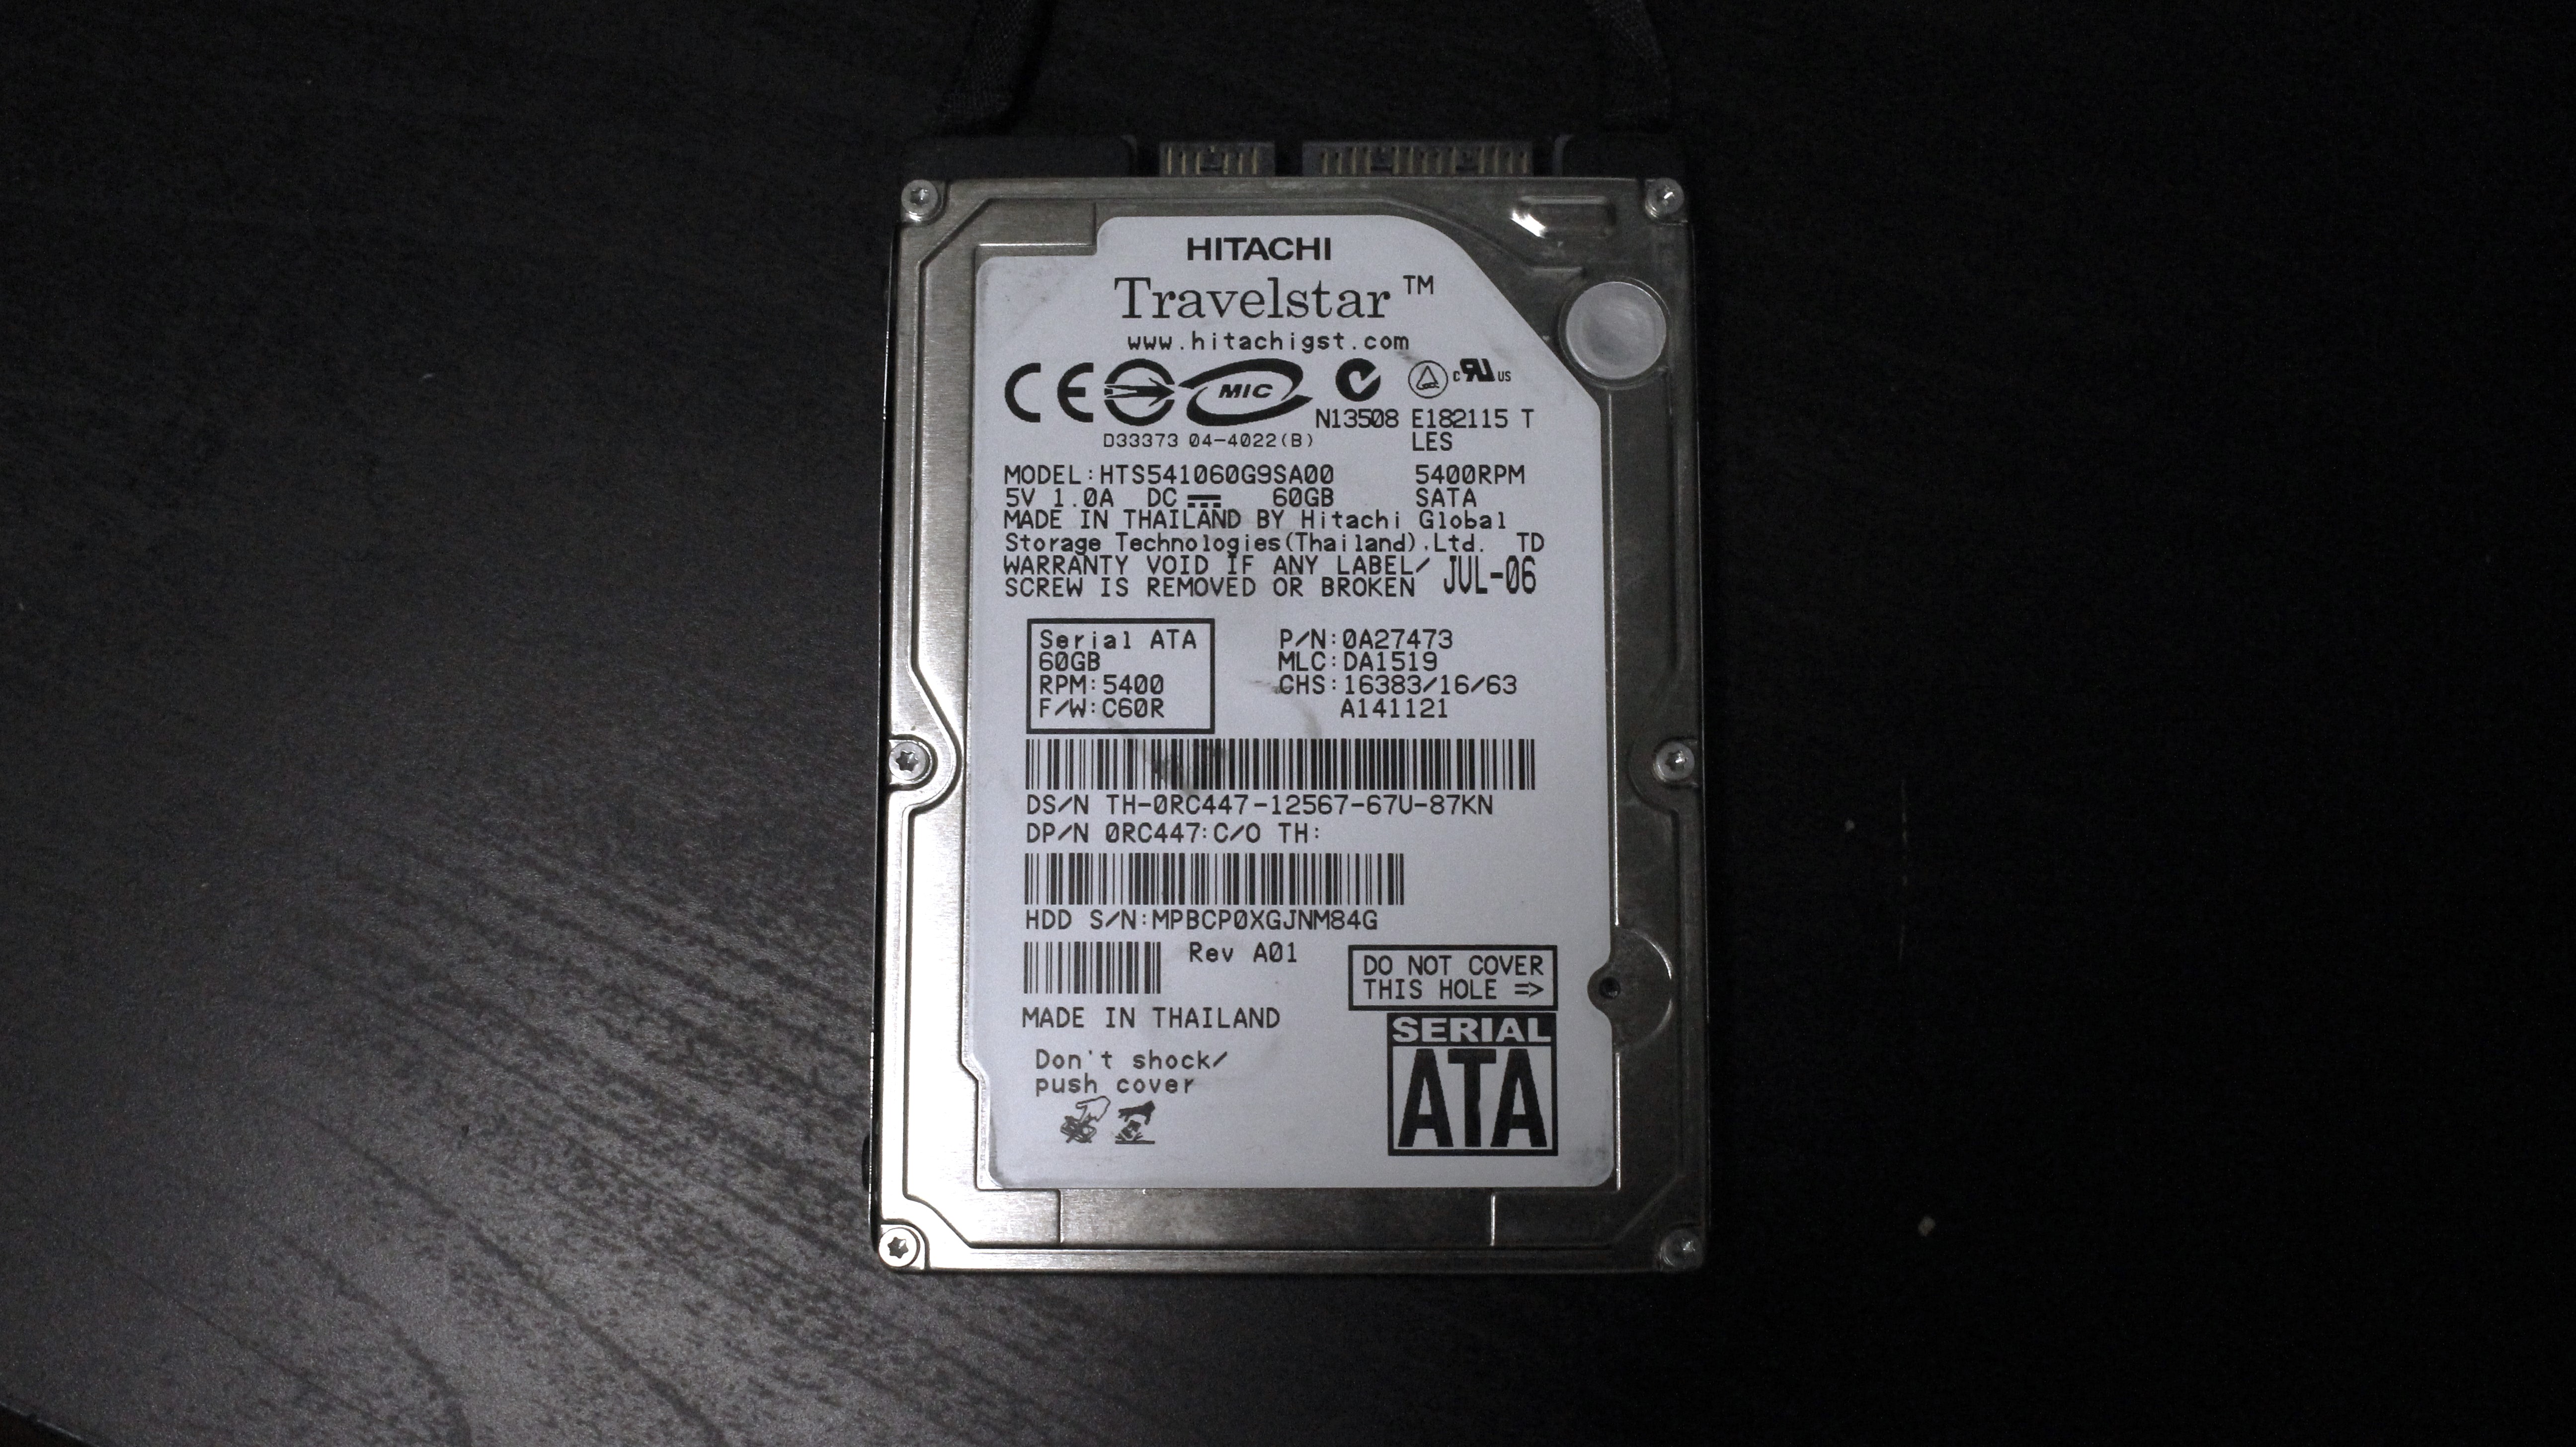 HITACHI
Travelstar™
www.hitachigst.com
CE MIC c RU US
N13508 E182115 T
D33373 04-4022(B) LES
MODEL:HTS541060G9SA00 5400RPM
5V 1.0A DC 60GB SATA
MADE IN THAILAND BY Hitachi Global
Storage Technologies(Thailand).Ltd. TD
WARRANTY VOID IF ANY LABEL/
SCREW IS REMOVED OR BROKEN JUL-06
Serial ATA
60GB
RPM:5400
F/W:C60R
P/N:0A27473
MLC:DA1519
CHS:16383/16/63
A141121
DS/N TH-0RC447-12567-67U-87KN
DP/N 0RC447:C/O TH:
HDD S/N:MPBCP0XGJNM84G
Rev A01
DO NOT COVER
THIS HOLE =>
MADE IN THAILAND
SERIAL
ATA
Don't shock/
push cover